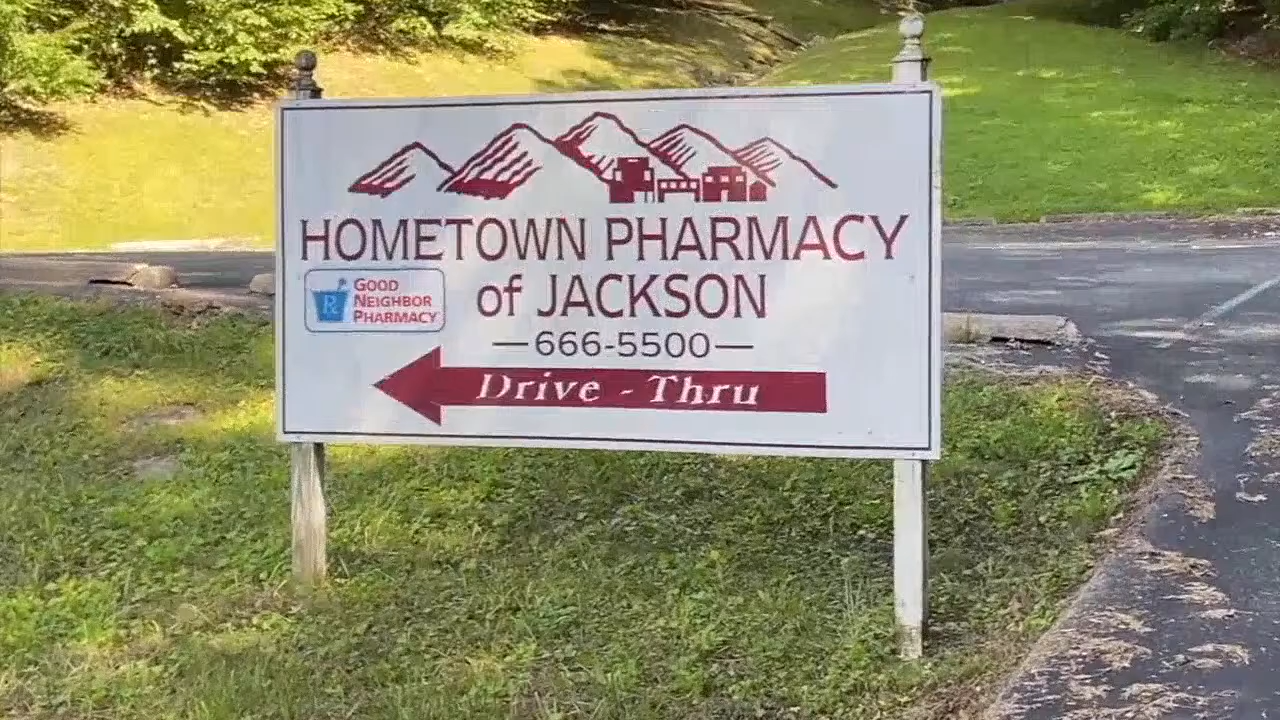 HOMETOWN PHARMACY
of JACKSON
GOOD
NEIGHBOR
PHARMACY
—666-5500—
Drive - Thru